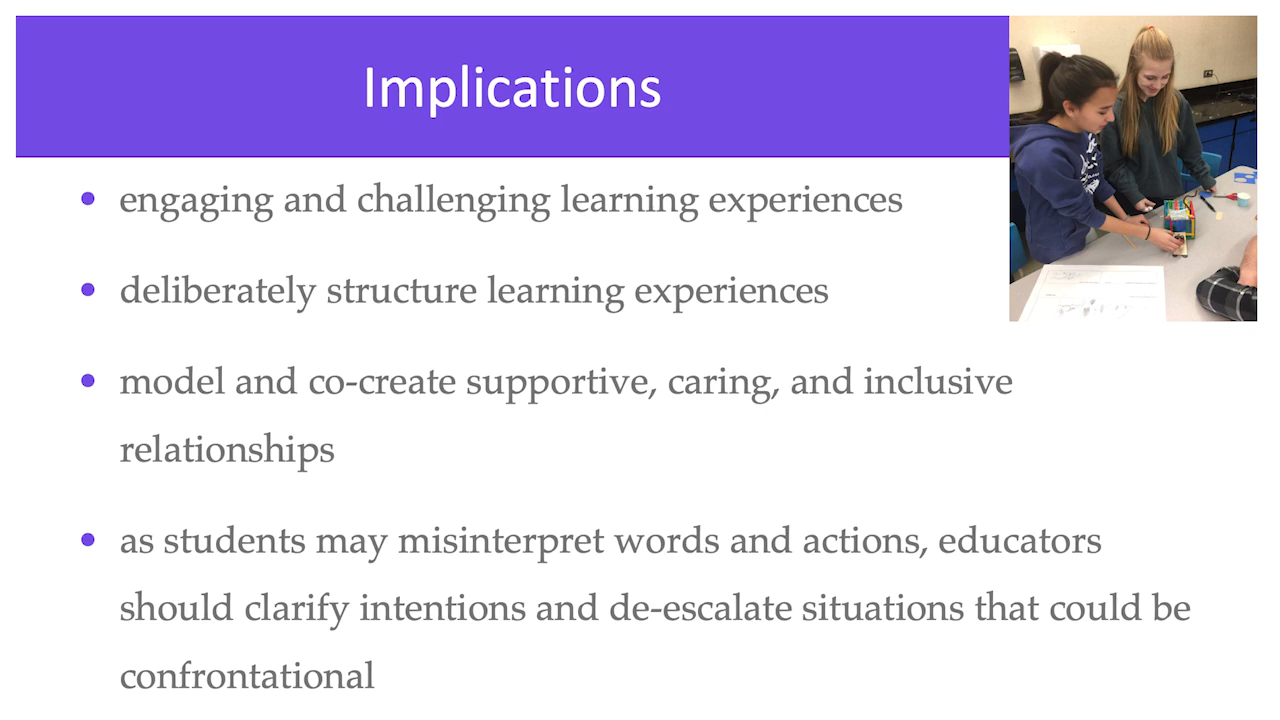 Implications
engaging and challenging learning experiences
deliberately structure learning experiences
model and co-create supportive, caring, and inclusive
relationships
as students may misinterpret words and actions, educators
should clarify intentions and de-escalate situations that could be
confrontational